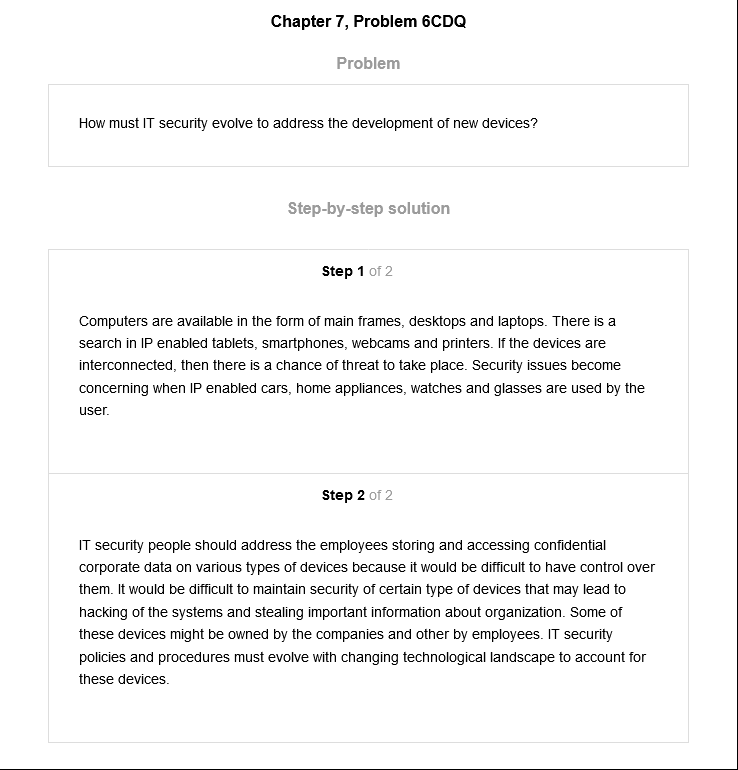 Chapter 7, Problem 6CDQ
Problem
How must IT security evolve to address the development of new devices?
Step-by-step solution
Step 1 of 2
Computers are available in the form of main frames, desktops and laptops. There is a
search in IP enabled tablets, smartphones, webcams and printers. If the devices are
interconnected, then there is a chance of threat to take place. Security issues become
concerning when IP enabled cars, home appliances, watches and glasses are used by the
user.
Step 2 of 2
IT security people should address the employees storing and accessing confidential
corporate data on various types of devices because it would be difficult to have control over
them. It would be difficult to maintain security of certain type of devices that may lead to
hacking of the systems and stealing important information about organization. Some of
these devices might be owned by the companies and other by employees. IT security
policies and procedures must evolve with changing technological landscape to account for
these devices.